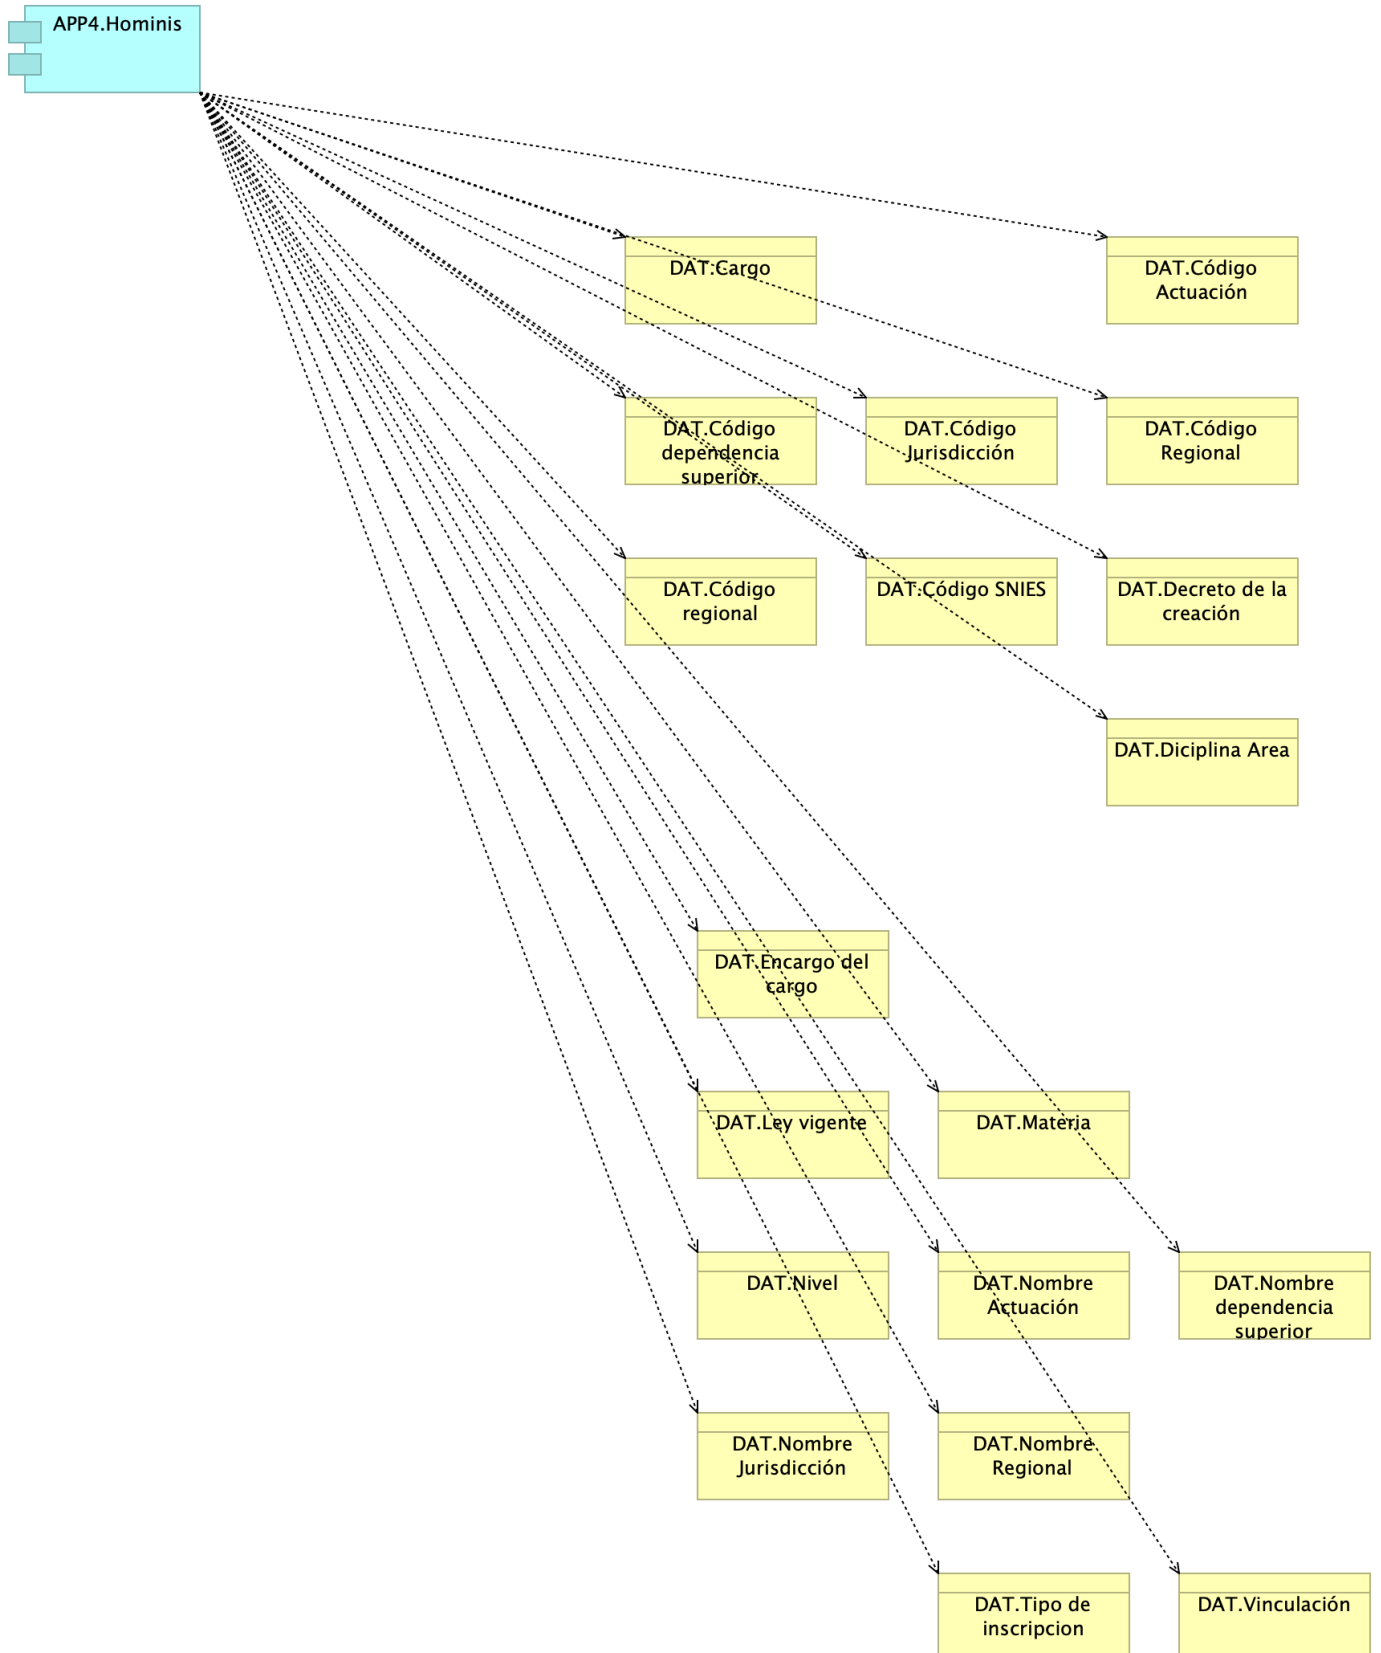 APP4.Hominis
DAT.Cargo
DAT.Código
Actuación
DAT.Código
dependencia
superior
DAT.Código
Jurisdicción
DAT.Código
Regional
DAT.Código
regional
DAT.Código SNIES
DAT.Decreto de la
creación
DAT.Diciplina Area
DAT.Encargo del
cargo
DAT.Ley vigente
DAT.Materia
DAT.Nivel
DAT.Nombre
Actuación
DAT.Nombre
dependencia
superior
DAT.Nombre
Jurisdicción
DAT.Nombre
Regional
DAT.Tipo de
inscripcion
DAT.Vinculación